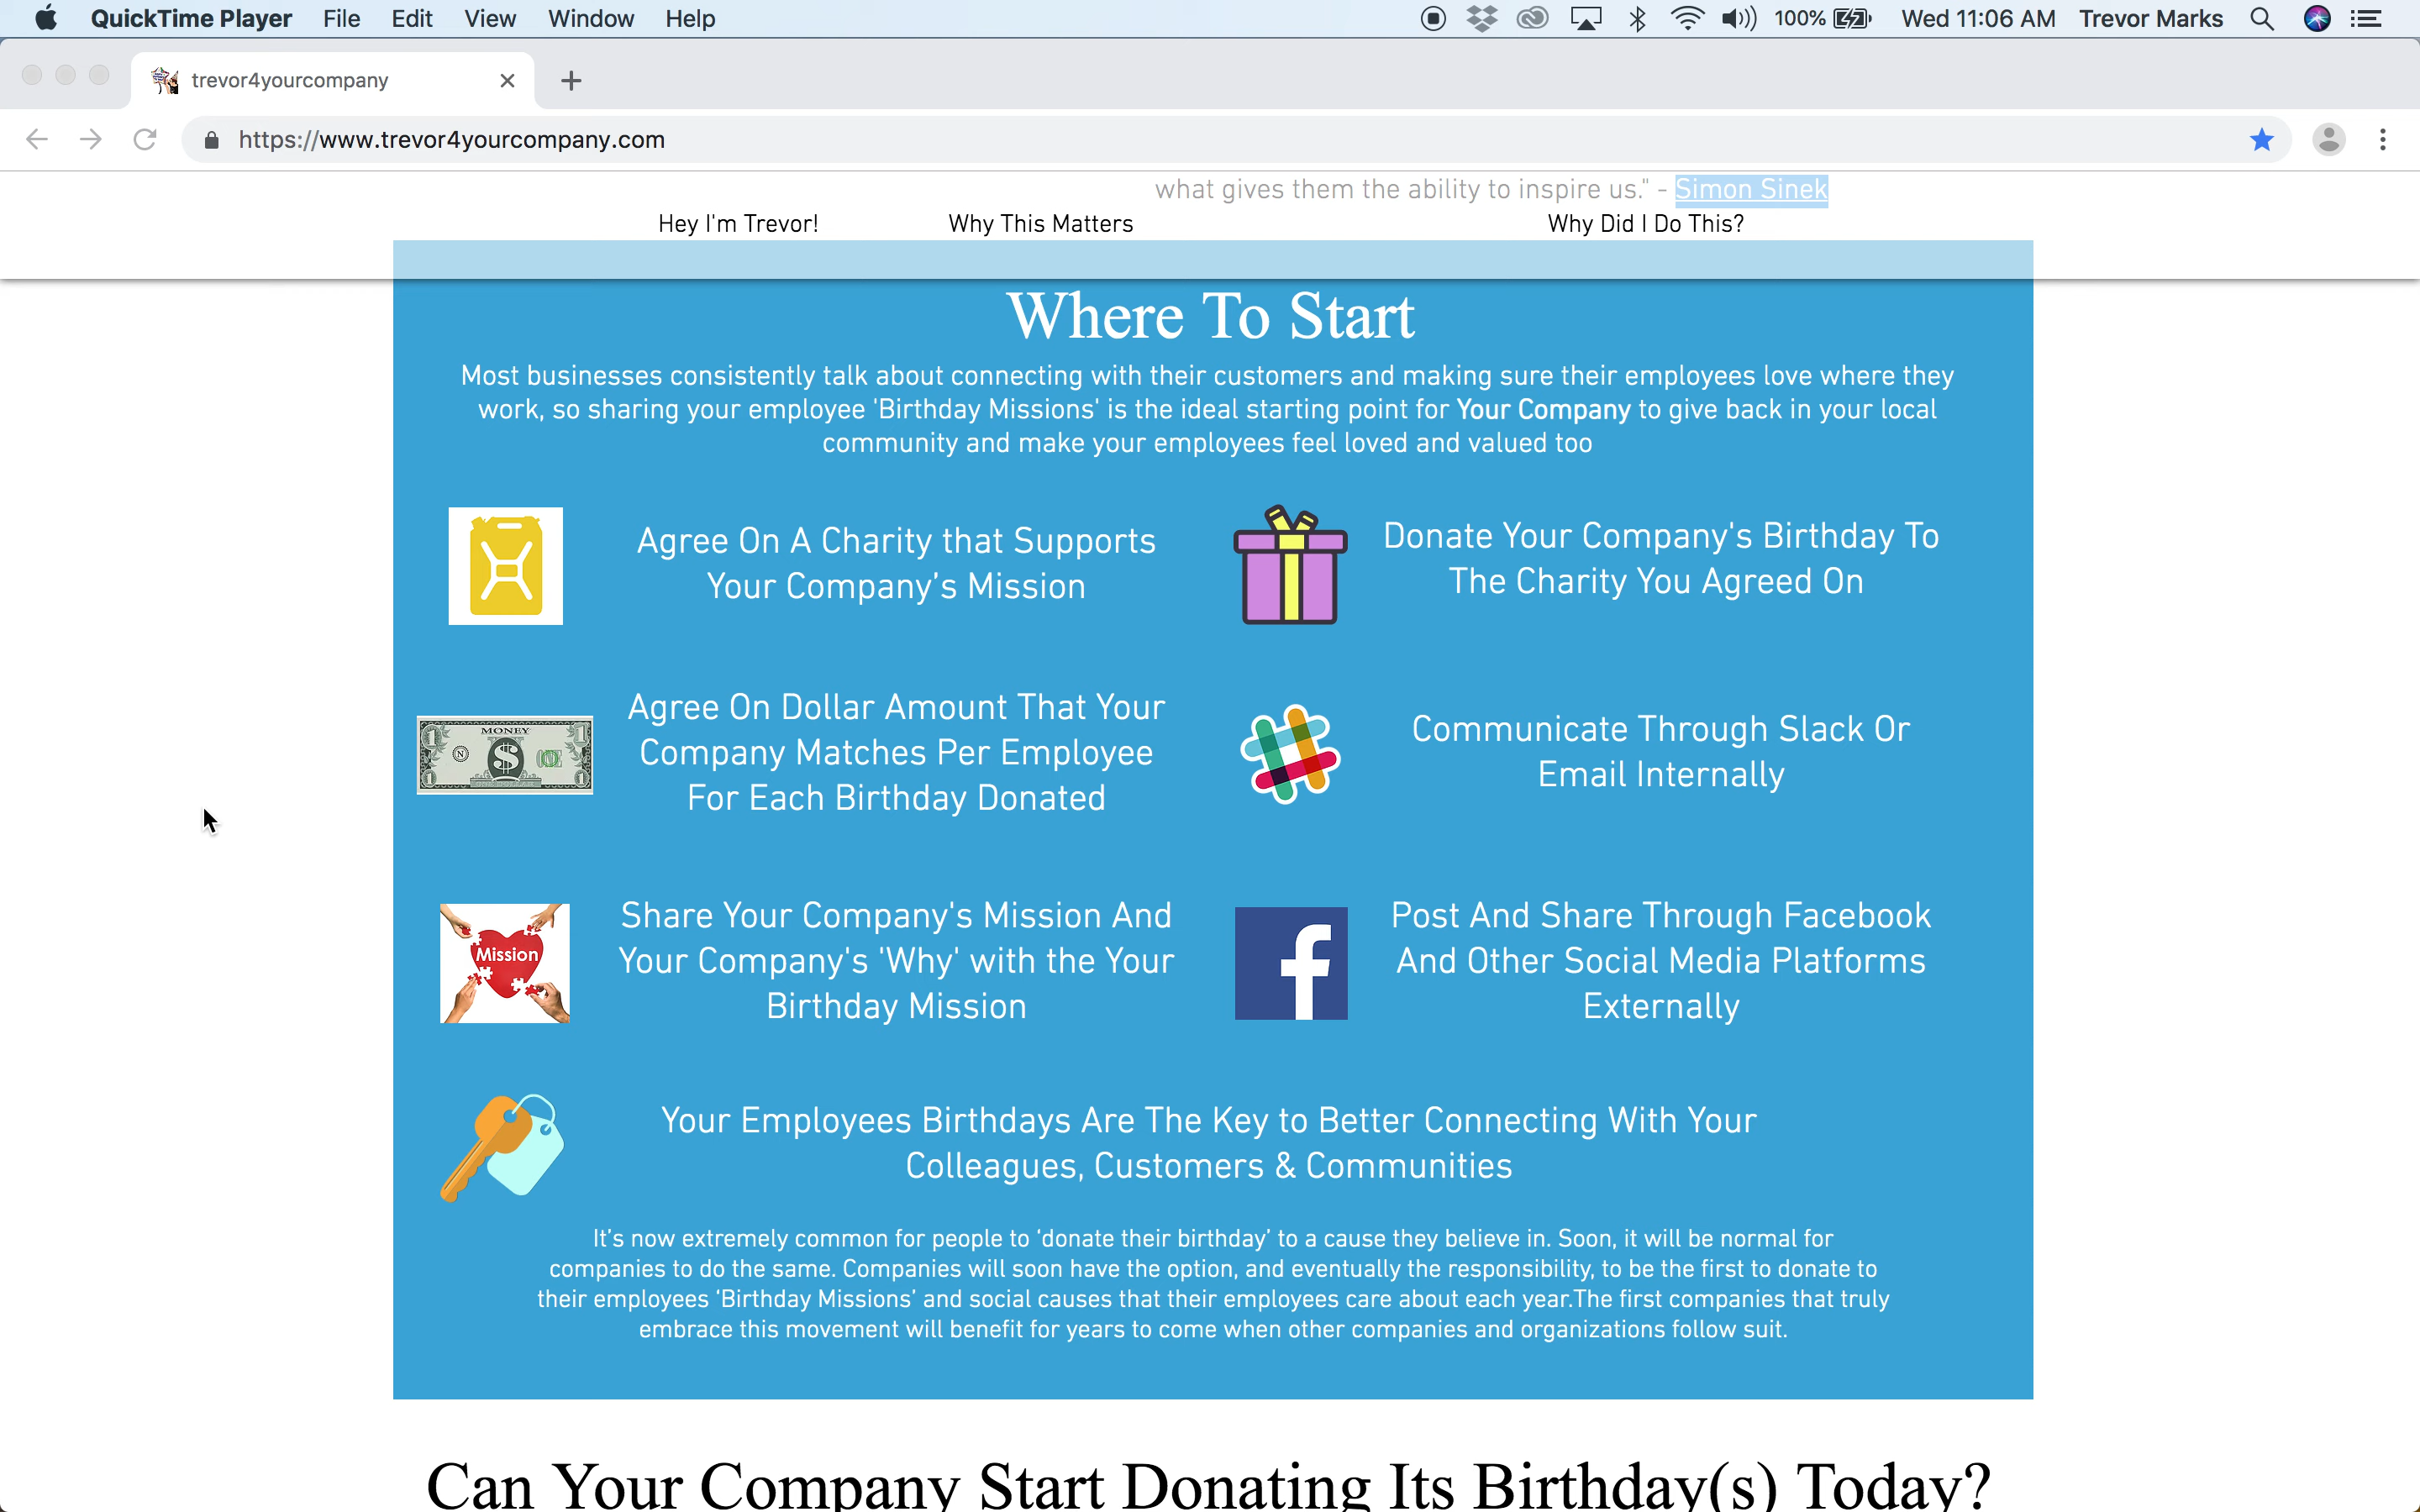 QuickTime Player File Edit View Window Help 100% Wed 11:06 AM Trevor Marks
trevor4yourcompany
https://www.trevor4yourcompany.com
what gives them the ability to inspire us." - Simon Sinek
Hey I'm Trevor! Why This Matters Why Did I Do This?
Where To Start
Most businesses consistently talk about connecting with their customers and making sure their employees love where they
work, so sharing your employee 'Birthday Missions' is the ideal starting point for Your Company to give back in your local
community and make your employees feel loved and valued too
Agree On A Charity that Supports
Your Company's Mission
Donate Your Company's Birthday To
The Charity You Agreed On
MONEY
Agree On Dollar Amount That Your
Company Matches Per Employee
For Each Birthday Donated
Communicate Through Slack Or
Email Internally
Mission
Share Your Company's Mission And
Your Company's 'Why' with the Your
Birthday Mission
Post And Share Through Facebook
And Other Social Media Platforms
Externally
Your Employees Birthdays Are The Key to Better Connecting With Your
Colleagues, Customers & Communities
It's now extremely common for people to 'donate their birthday' to a cause they believe in. Soon, it will be normal for
companies to do the same. Companies will soon have the option, and eventually the responsibility, to be the first to donate to
their employees 'Birthday Missions' and social causes that their employees care about each year.The first companies that truly
embrace this movement will benefit for years to come when other companies and organizations follow suit.
Can Your Company Start Donating Its Birthday(s) Today?